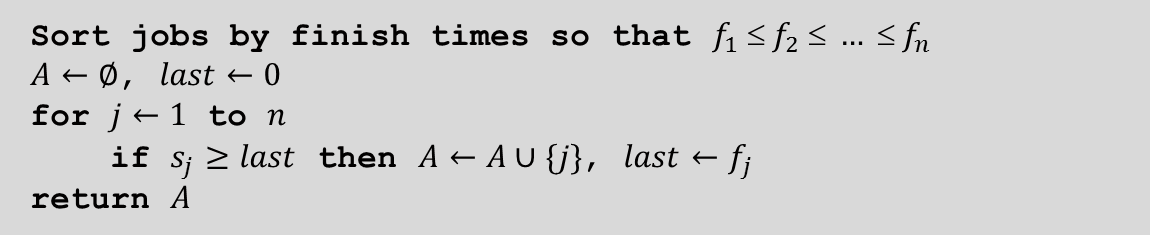 Sort jobs by finish times so that f₁ ≤ f₂ ≤ ... ≤ fₙ
A ← ∅, last ← 0
for j ← 1 to n
if sⱼ ≥ last then A ← A ∪ {j}, last ← fⱼ
return A